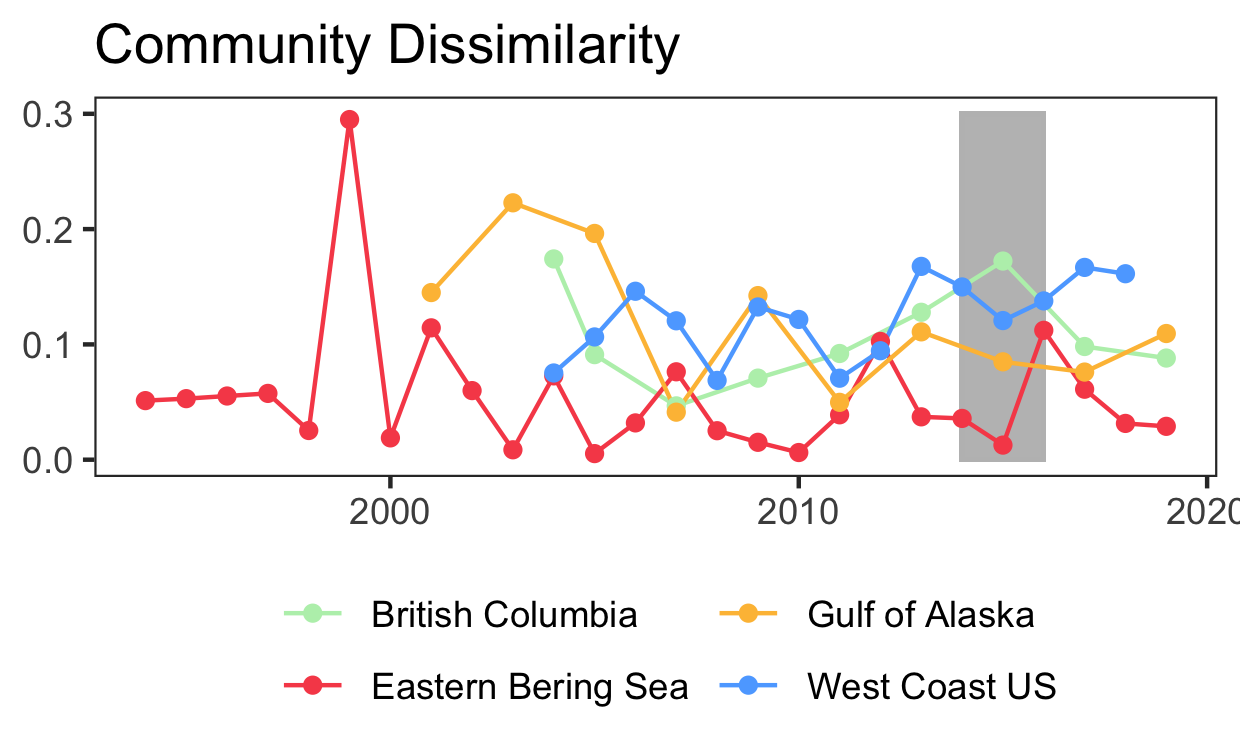 Community Dissimilarity
0.3
0.2
0.1
0.0
2000 2010 2020
British Columbia Gulf of Alaska
Eastern Bering Sea West Coast US